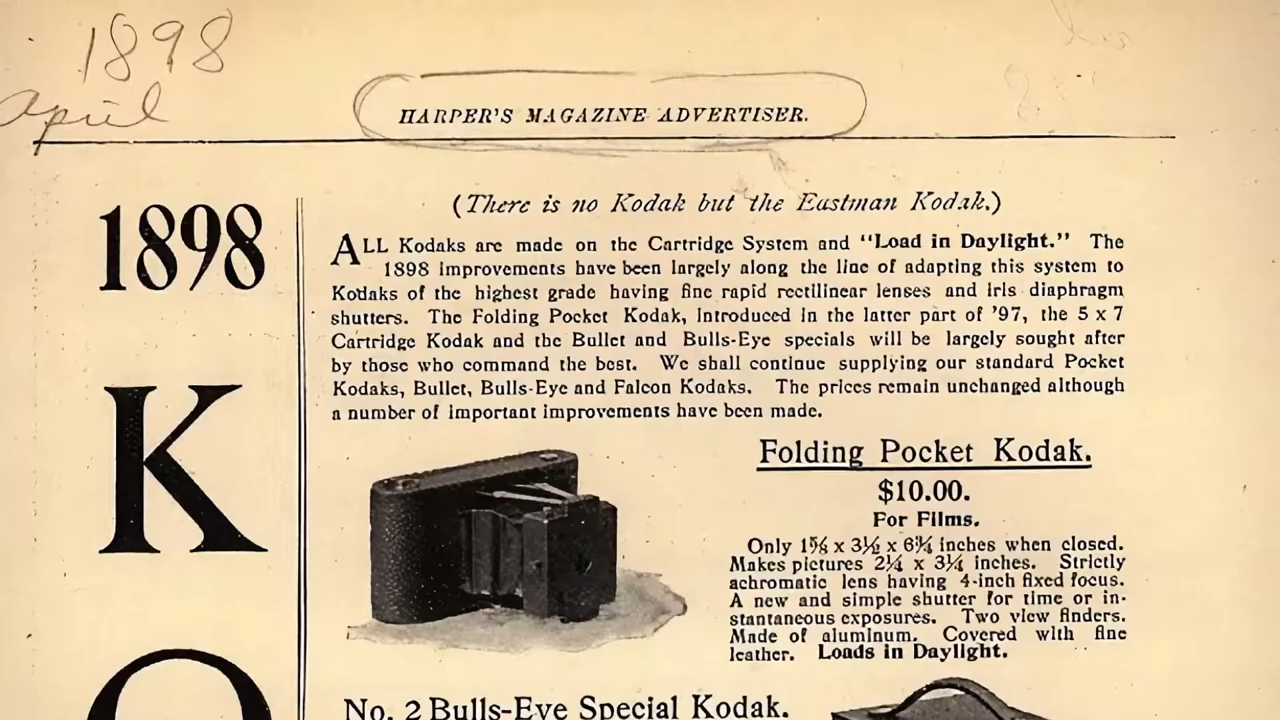 1898
April
HARPER'S MAGAZINE ADVERTISER.
1898
K
O
(There is no Kodak but the Eastman Kodak.)
ALL Kodaks are made on the Cartridge System and "Load in Daylight." The
1898 improvements have been largely along the line of adapting this system to
Kodaks of the highest grade having fine rapid rectilinear lenses and iris diaphragm
shutters. The Folding Pocket Kodak, introduced in the latter part of '97, the 5 x 7
Cartridge Kodak and the Bullet and Bulls-Eye specials will be largely sought after
by those who command the best. We shall continue supplying our standard Pocket
Kodaks, Bullet, Bulls-Eye and Falcon Kodaks. The prices remain unchanged although
a number of important improvements have been made.
Folding Pocket Kodak.
$10.00.
For Films.
Only 1⅝ x 3½ x 6¾ inches when closed.
Makes pictures 2¼ x 3¼ inches. Strictly
achromatic lens having 4-inch fixed focus.
A new and simple shutter for time or in-
stantaneous exposures. Two view finders.
Made of aluminum. Covered with fine
leather. Loads in Daylight.
No. 2 Bulls-Eye Special Kodak.